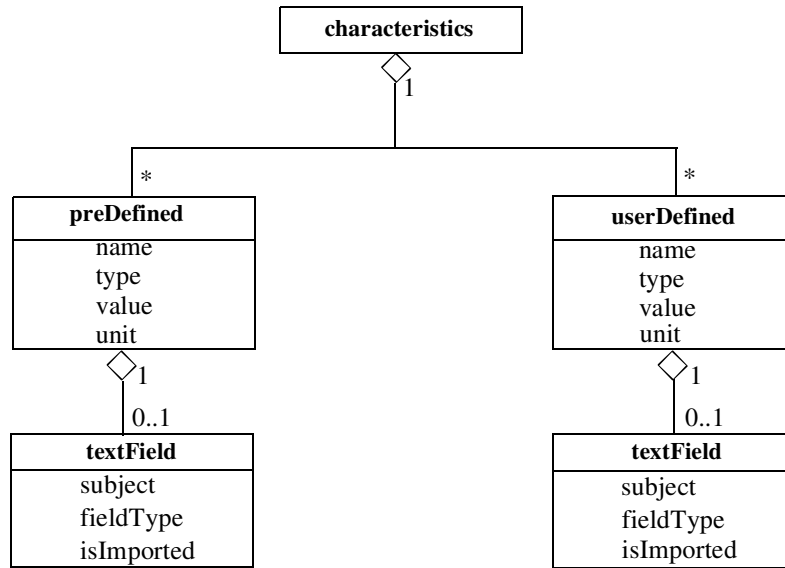 characteristics
1
* *
preDefined
name
type
value
unit
1
0..1
textField
subject
fieldType
isImported
userDefined
name
type
value
unit
1
0..1
textField
subject
fieldType
isImported